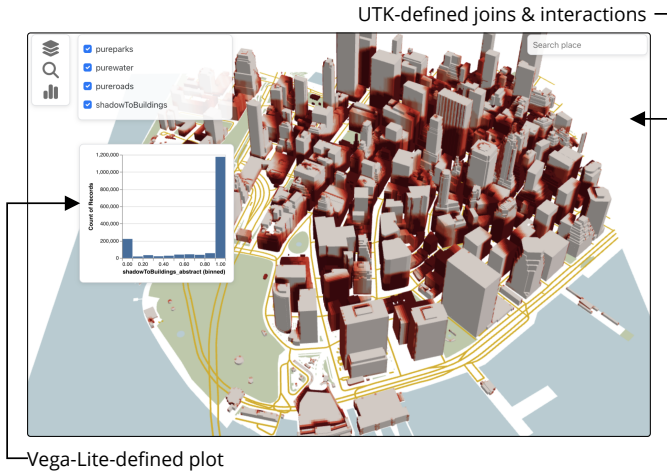 UTK-defined joins & interactions
Search place
pureparks
purewater
pureroads
shadowToBuildings
1,200,000
1,000,000
800,000
600,000
400,000
200,000
0
Count of Records
0.00 0.20 0.40 0.60 0.80 1.00
shadowToBuildings_abstract (binned)
Vega-Lite-defined plot